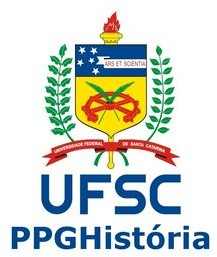 ARS ET SCIENTIA
UNIVERSIDADE FEDERAL DE SANTA CATARINA
UFSC
PPGHistória